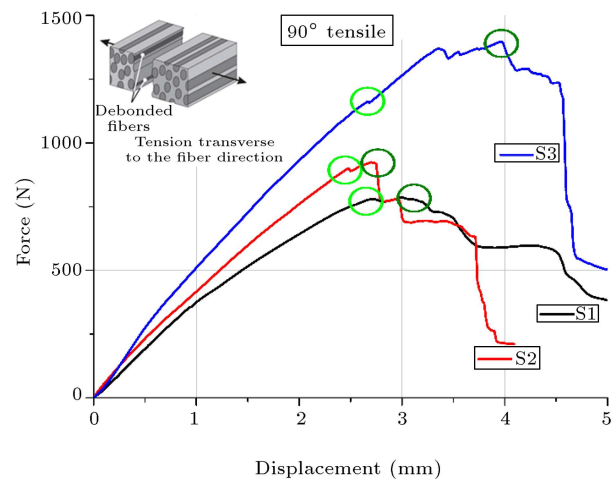 90° tensile
Debonded
fibers
Tension transverse
to the fiber direction
1500
1000
500
0
Force (N)
S3
S1
S2
0 1 2 3 4 5
Displacement (mm)